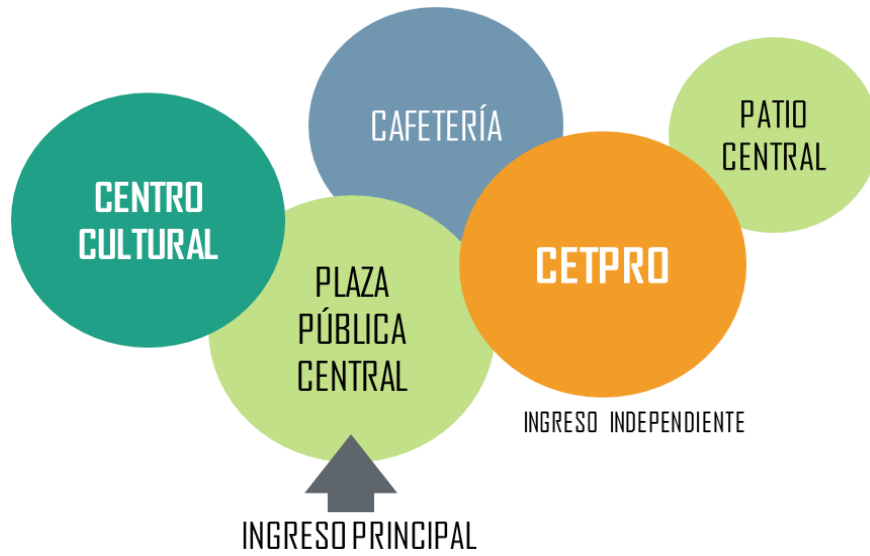 CAFETERÍA
PATIO
CENTRAL
CENTRO
CULTURAL
CETPRO
PLAZA
PÚBLICA
CENTRAL
INGRESO INDEPENDIENTE
INGRESO PRINCIPAL